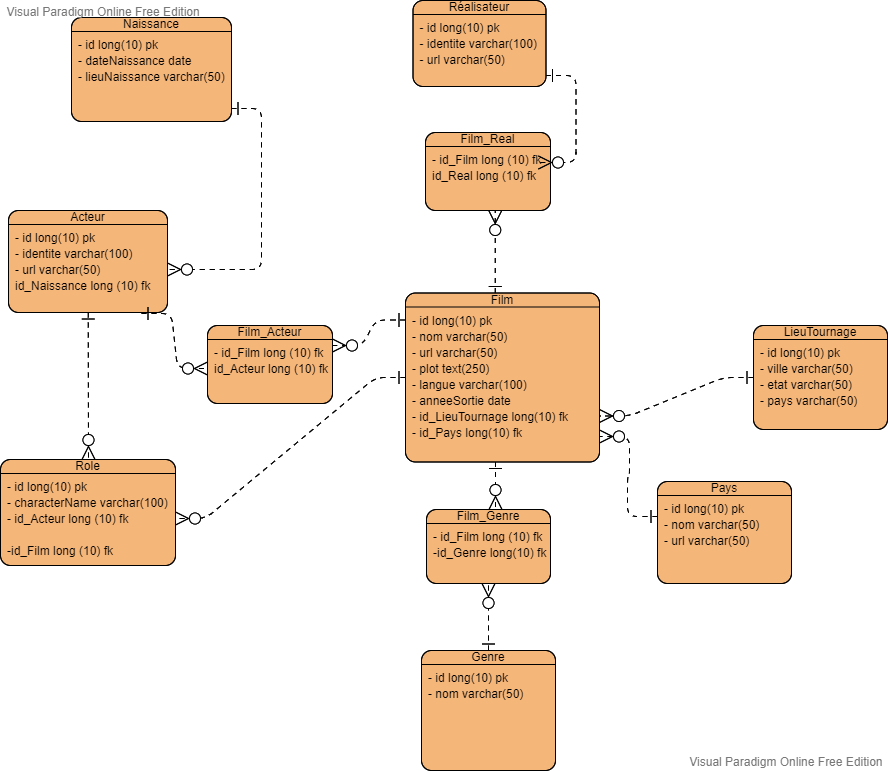 Visual Paradigm Online Free Edition
Naissance
- id long(10) pk
- dateNaissance date
- lieuNaissance varchar(50)
Réalisateur
- id long(10) pk
- identite varchar(100)
- url varchar(50)
Film_Real
- id_Film long (10) fk
id_Real long (10) fk
Acteur
- id long(10) pk
- identite varchar(100)
- url varchar(50)
id_Naissance long (10) fk
Film_Acteur
- id_Film long (10) fk
id_Acteur long (10) fk
Film
- id long(10) pk
- nom varchar(50)
- url varchar(50)
- plot text(250)
- langue varchar(100)
- anneeSortie date
- id_LieuTournage long(10) fk
- id_Pays long(10) fk
LieuTournage
- id long(10) pk
- ville varchar(50)
- etat varchar(50)
- pays varchar(50)
Role
- id long(10) pk
- characterName varchar(100)
- id_Acteur long (10) fk
-id_Film long (10) fk
Film_Genre
- id_Film long (10) fk
-id_Genre long(10) fk
Pays
- id long(10) pk
- nom varchar(50)
- url varchar(50)
Genre
- id long(10) pk
- nom varchar(50)
Visual Paradigm Online Free Edition